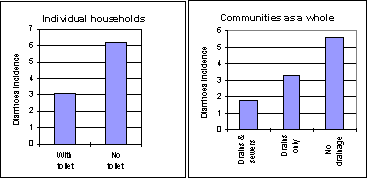 Individual households
Diarrhoea incidence
7
6
5
4
3
2
1
0
With
toilet
No
toilet
Communities as a whole
Diarrhoea incidence
6
5
4
3
2
1
0
Drains &
sewers
Drains
only
No
drainage